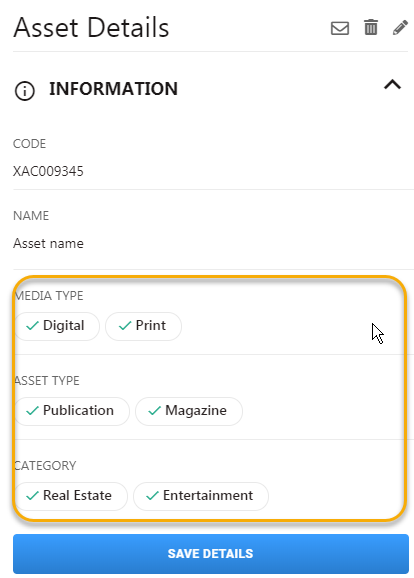 Asset Details
INFORMATION
CODE
XAC009345
NAME
Asset name
MEDIA TYPE
Digital Print
ASSET TYPE
Publication Magazine
CATEGORY
Real Estate Entertainment
SAVE DETAILS